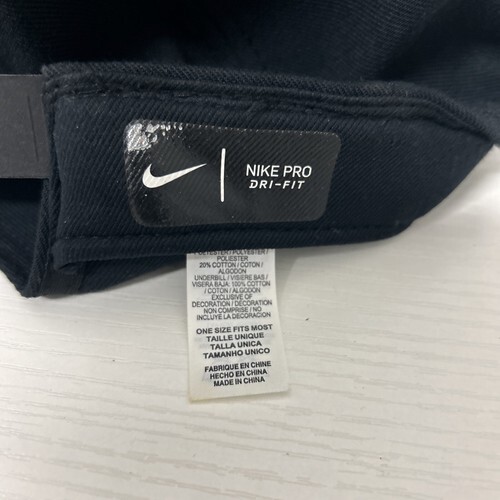 NIKE PRO
DRI-FIT
POLYESTER / POLYESTER /
POLIESTER
20% COTTON / COTON /
ALGODON
UNDERBILL / VISIERE BAS /
VISERA BAJA: 100% COTTON
/ COTON / ALGODON
EXCLUSIVE OF
DECORATION / DECORATION
NON COMPRISE / NO
INCLUYE LA DECORACION
ONE SIZE FITS MOST
TAILLE UNIQUE
TALLA UNICA
TAMANHO UNICO
FABRIQUE EN CHINE
HECHO EN CHINA
MADE IN CHINA